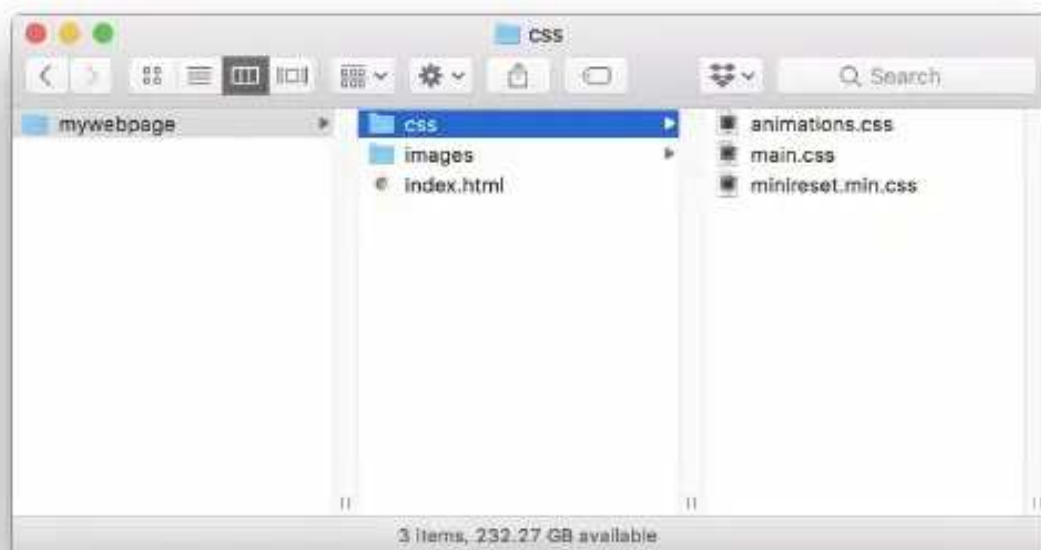 css
Search
mywebpage
css
images
index.html
animations.css
main.css
minireset.min.css
3 items, 232.27 GB available